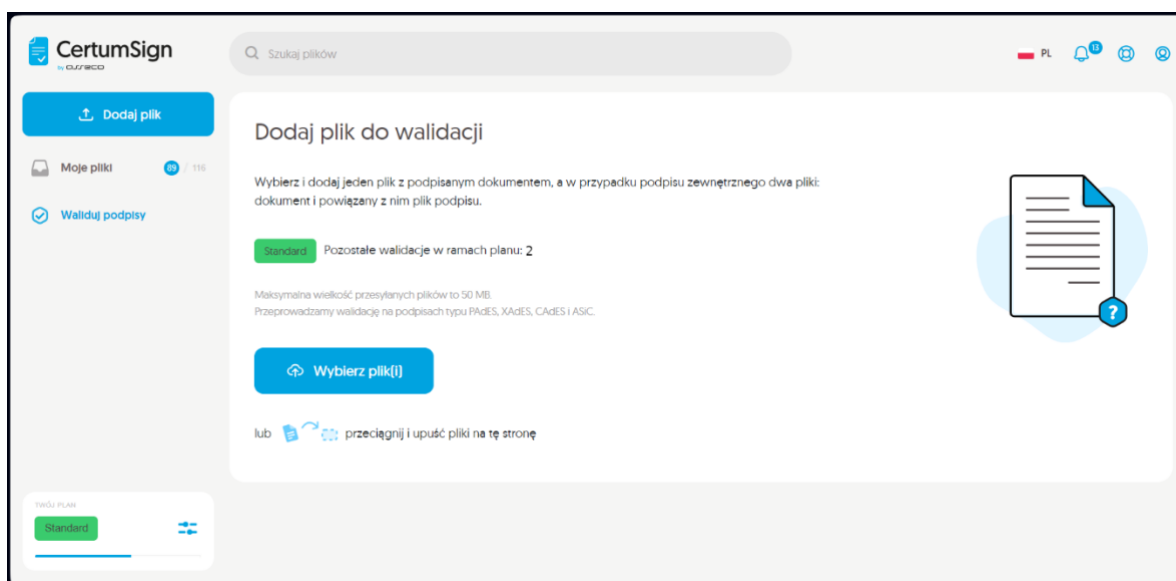 CertumSign
by asseco
Szukaj plików
PL
13
Dodaj plik
Moje pliki
89 / 116
Waliduj podpisy
Dodaj plik do walidacji
Wybierz i dodaj jeden plik z podpisanym dokumentem, a w przypadku podpisu zewnętrznego dwa pliki:
dokument i powiązany z nim plik podpisu.
Standard Pozostałe walidacje w ramach planu: 2
Maksymalna wielkość przesyłanych plików to 50 MB.
Przeprowadzamy walidację na podpisach typu PAdES, XAdES, CAdES i ASiC.
?
Wybierz plik(i)
lub przeciągnij i upuść pliki na tę stronę
TWÓJ PLAN
Standard